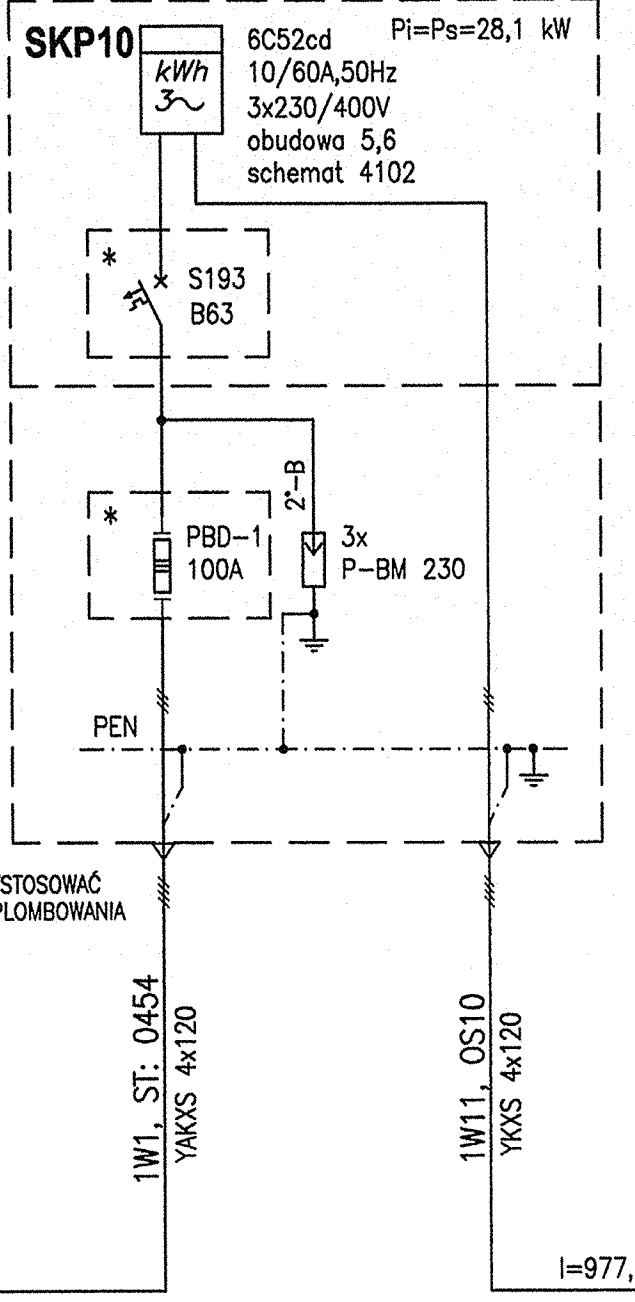 SKP10
kWh
3~
6C52cd
10/60A,50Hz
3x230/400V
obudowa 5,6
schemat 4102
Pi=Ps=28,1 kW
*
S193
B63
2°-B
*
PBD-1
100A
3x
P-BM 230
PEN
STOSOWAĆ
PLOMBOWANIA
1W1, ST: 0454
YAKXS 4x120
1W11, OS10
YKXS 4x120
l=977,